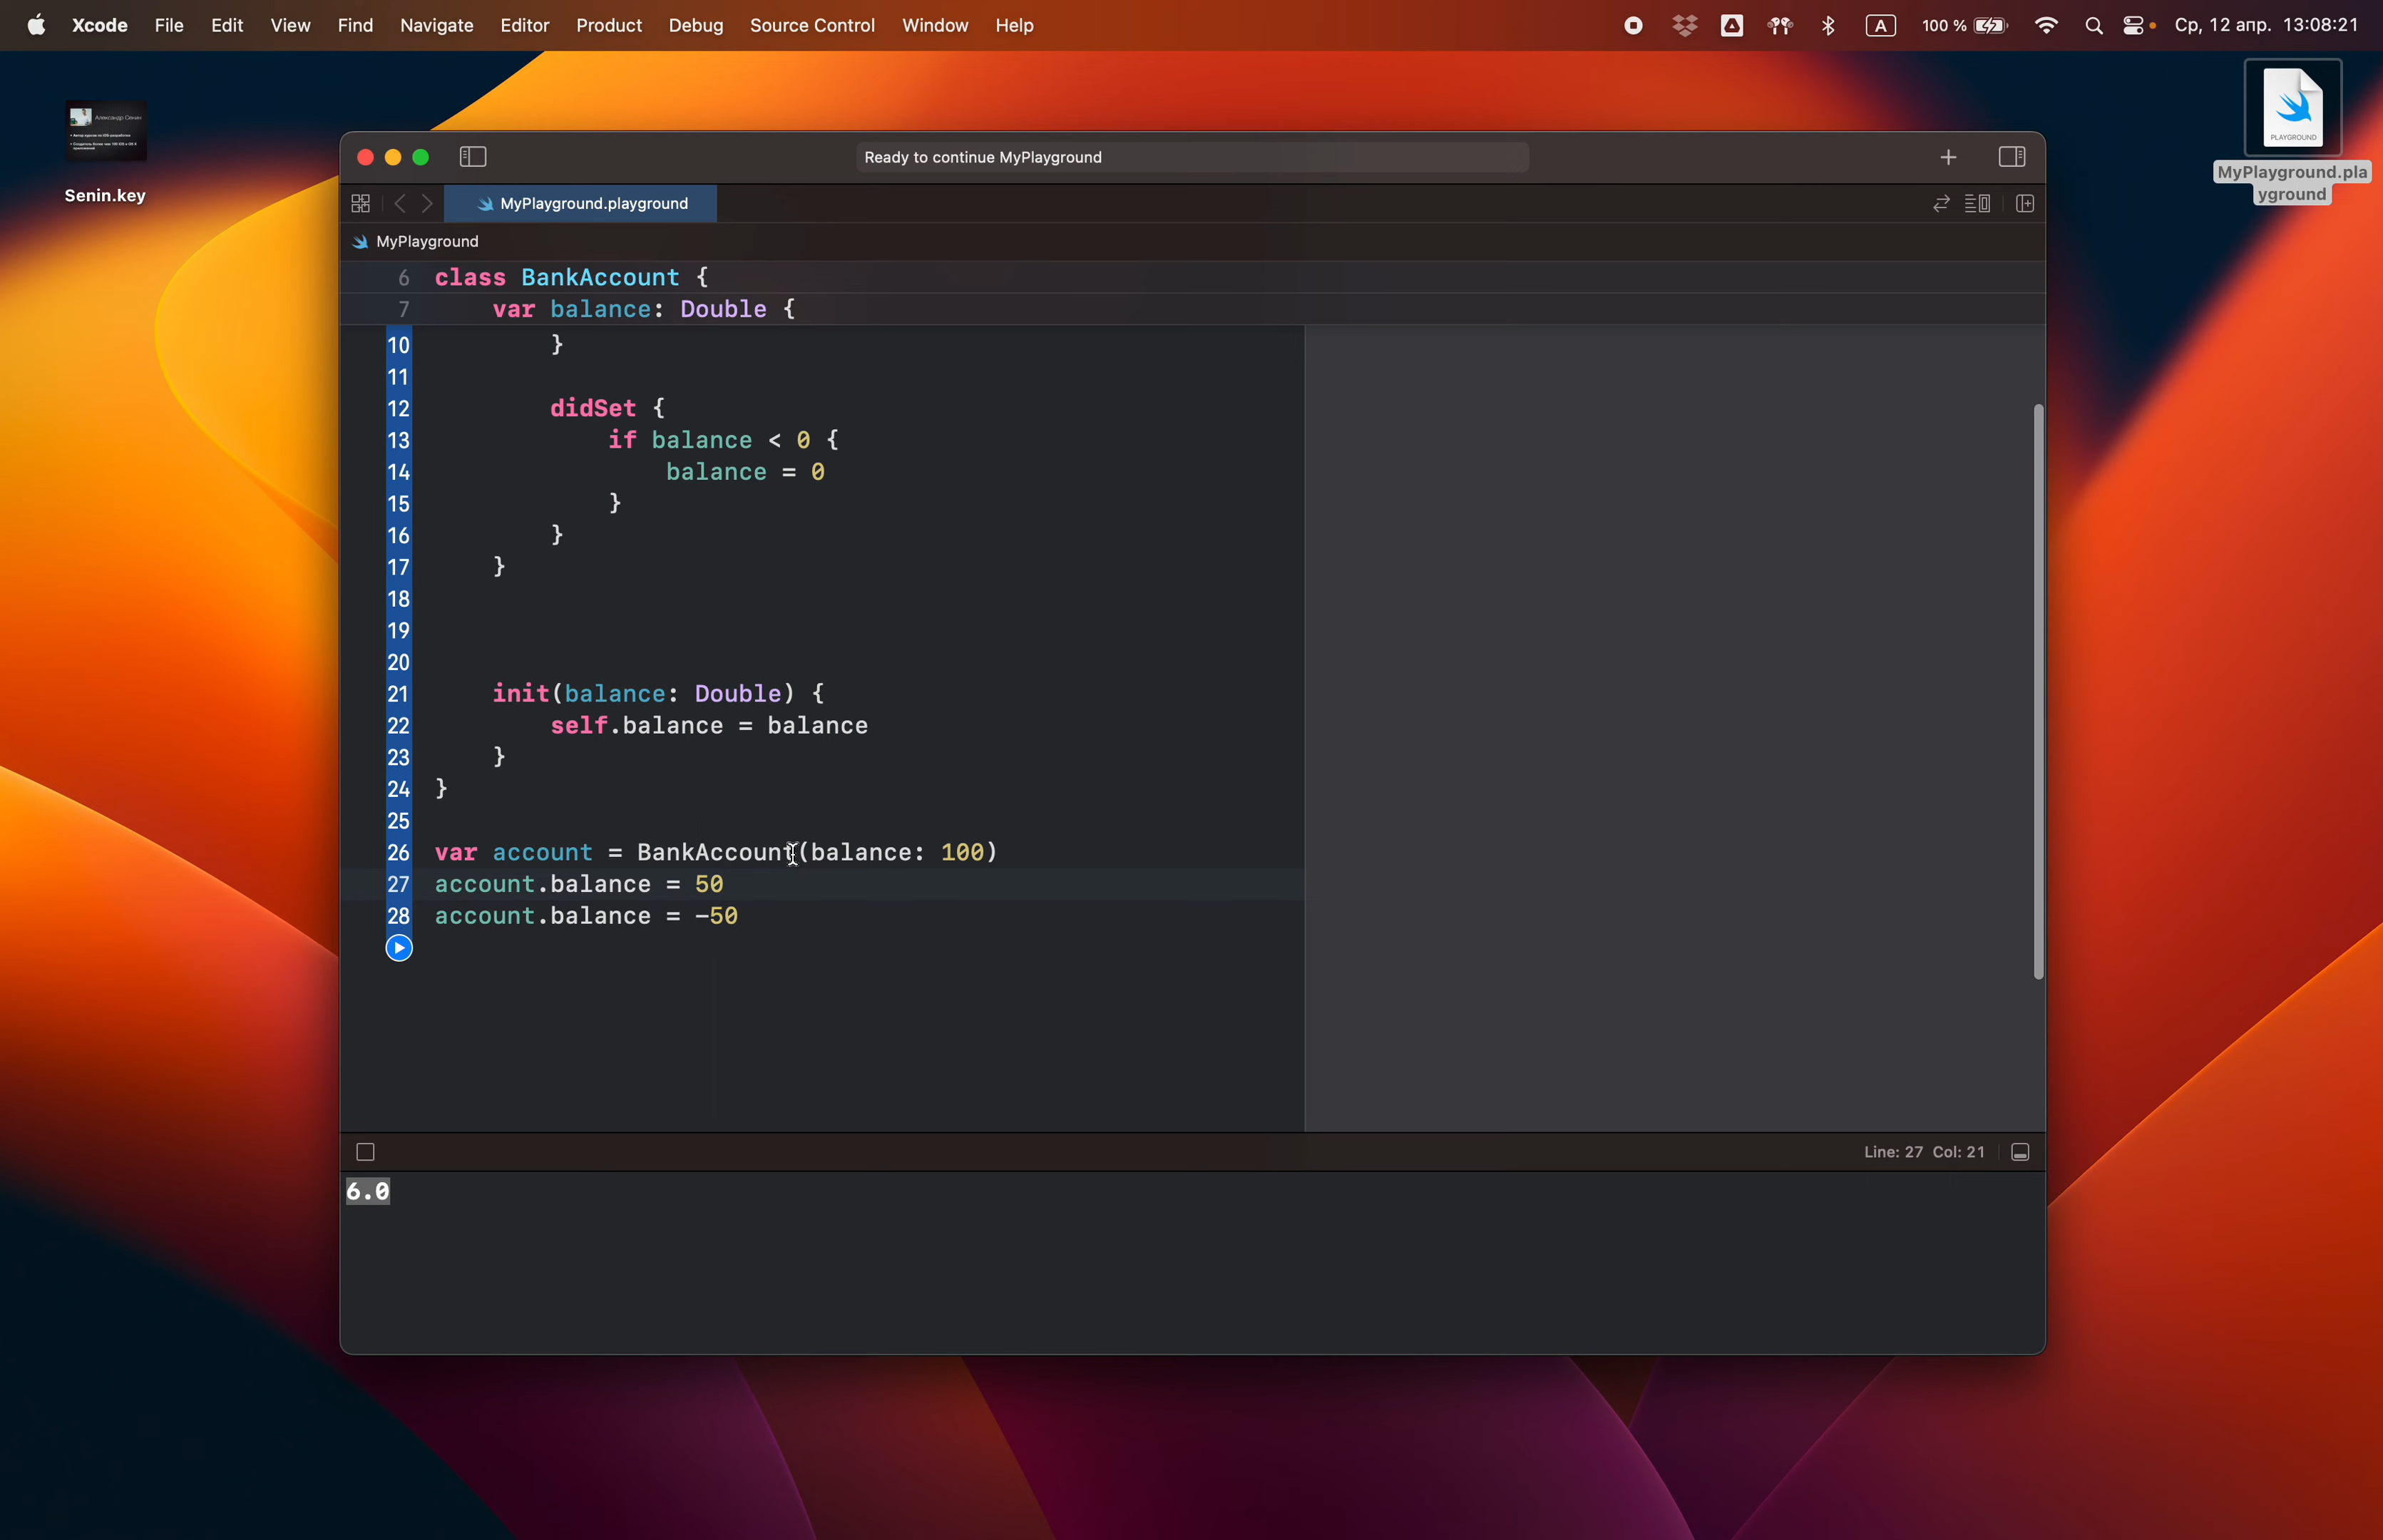 Xcode File Edit View Find Navigate Editor Product Debug Source Control Window Help A 100 % Ср, 12 апр. 13:08:21
Александр Сенин
Senin.key
PLAYGROUND
MyPlayground.pla
yground
Ready to continue MyPlayground
MyPlayground.playground
MyPlayground
6 class BankAccount {
7 var balance: Double {
10 }
11
12 didSet {
13 if balance < 0 {
14 balance = 0
15 }
16 }
17 }
18
19
20
21 init(balance: Double) {
22 self.balance = balance
23 }
24 }
25
26 var account = BankAccount(balance: 100)
27 account.balance = 50
28 account.balance = -50
Line: 27 Col: 21
6.0